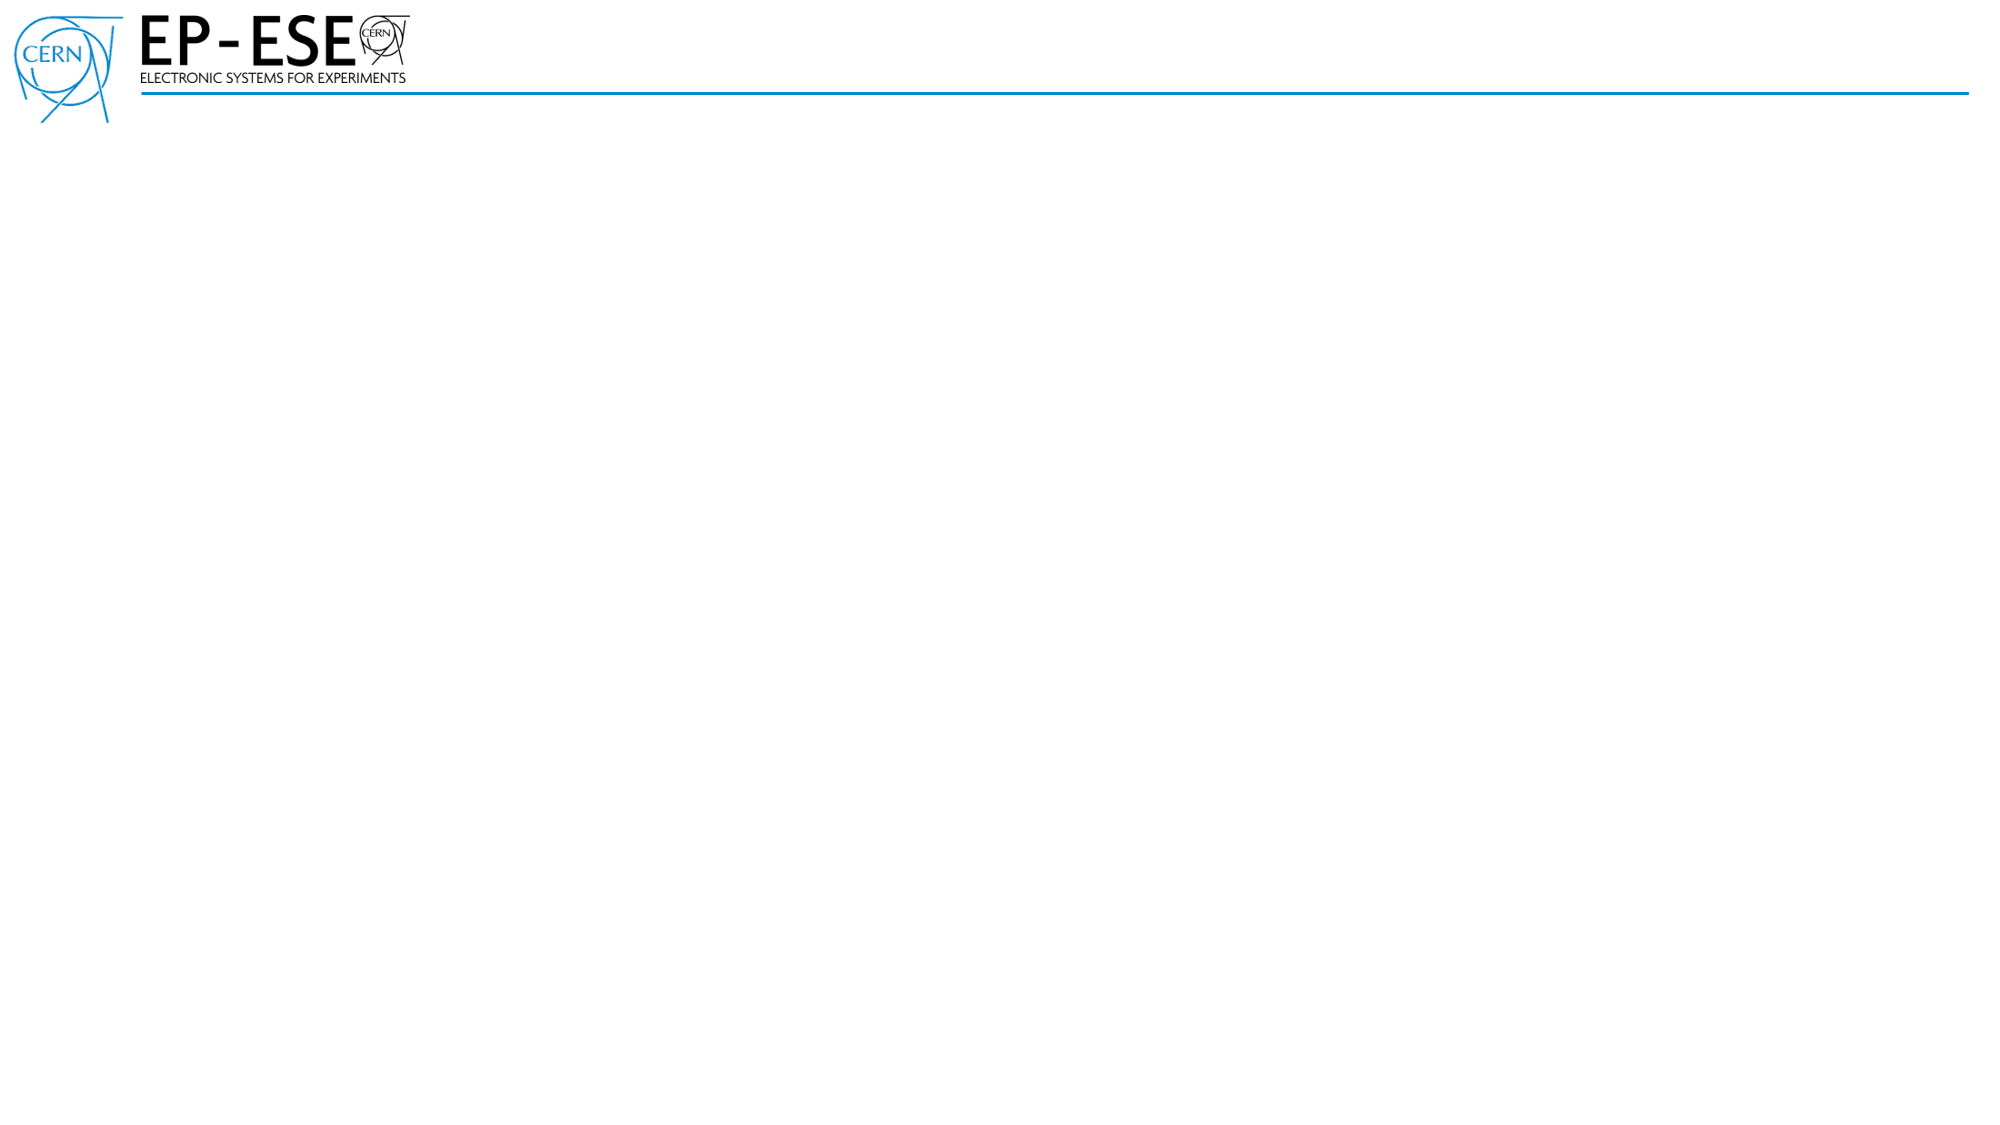 CERN
EP-ESE
CERN
ELECTRONIC SYSTEMS FOR EXPERIMENTS